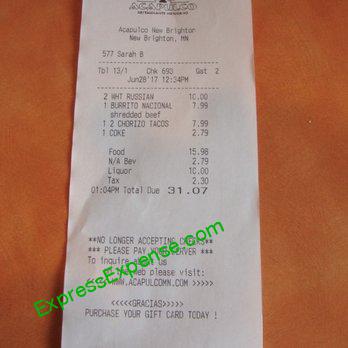 ACAPULCO
RESTAURANTE MEXICANO
Acapulco New Brighton
New Brighton, MN
577 Sarah B
Tbl 13/1 Chk 693 Gst 2
Jun28'17 12:34PM
2 WHT RUSSIAN 10.00
1 BURRITO NACIONAL 7.99
shredded beef
1 2 CHORIZO TACOS 7.99
1 COKE 2.79
Food 15.98
N/A Bev 2.79
Liquor 10.00
Tax 2.30
01:04PM Total Due 31.07
**NO LONGER ACCEPTING CHECKS**
*** PLEASE PAY YOUR SERVER ***
To inquire about us
web please visit:
WWW.ACAPULCOMN.COM >>>>>
<<<<<GRACIAS>>>>>
PURCHASE YOUR GIFT CARD TODAY !
ExpressExpense.com